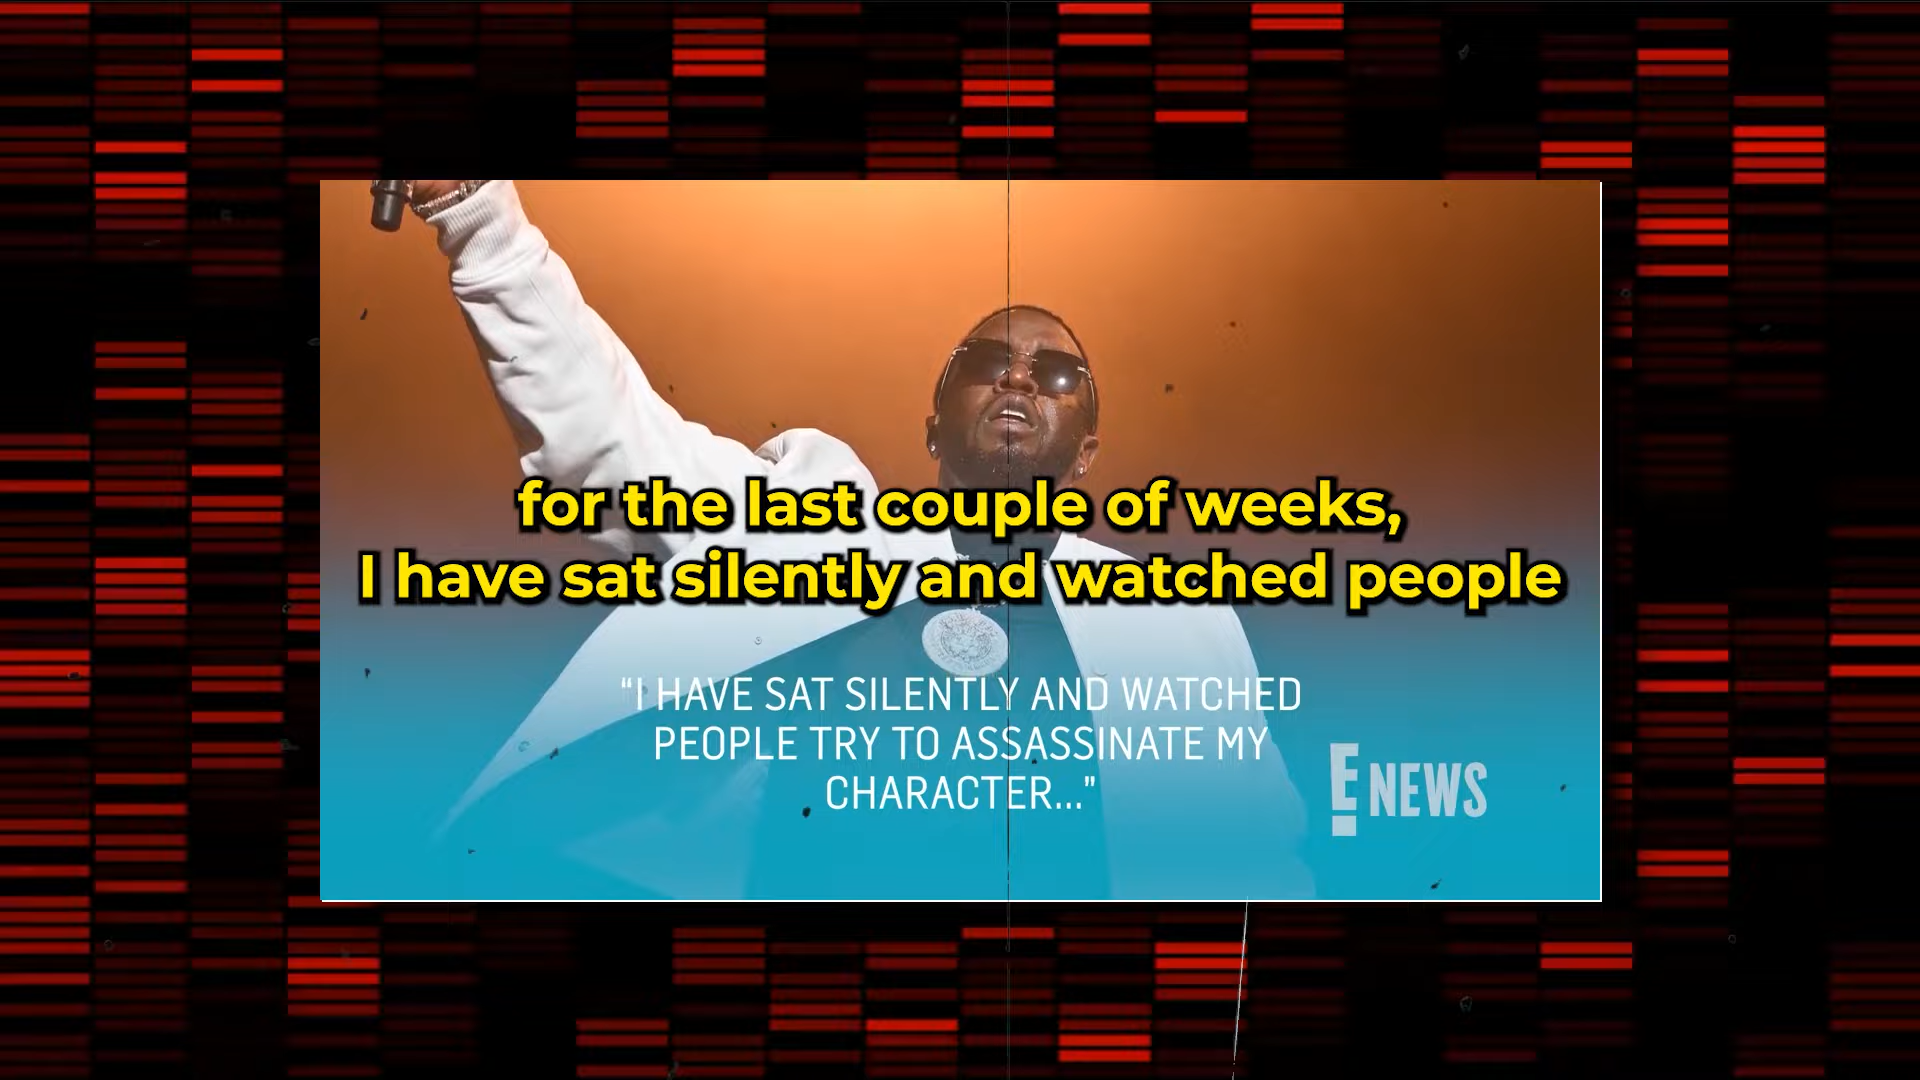 for the last couple of weeks,
I have sat silently and watched people
“I HAVE SAT SILENTLY AND WATCHED
PEOPLE TRY TO ASSASSINATE MY
CHARACTER...”
E NEWS